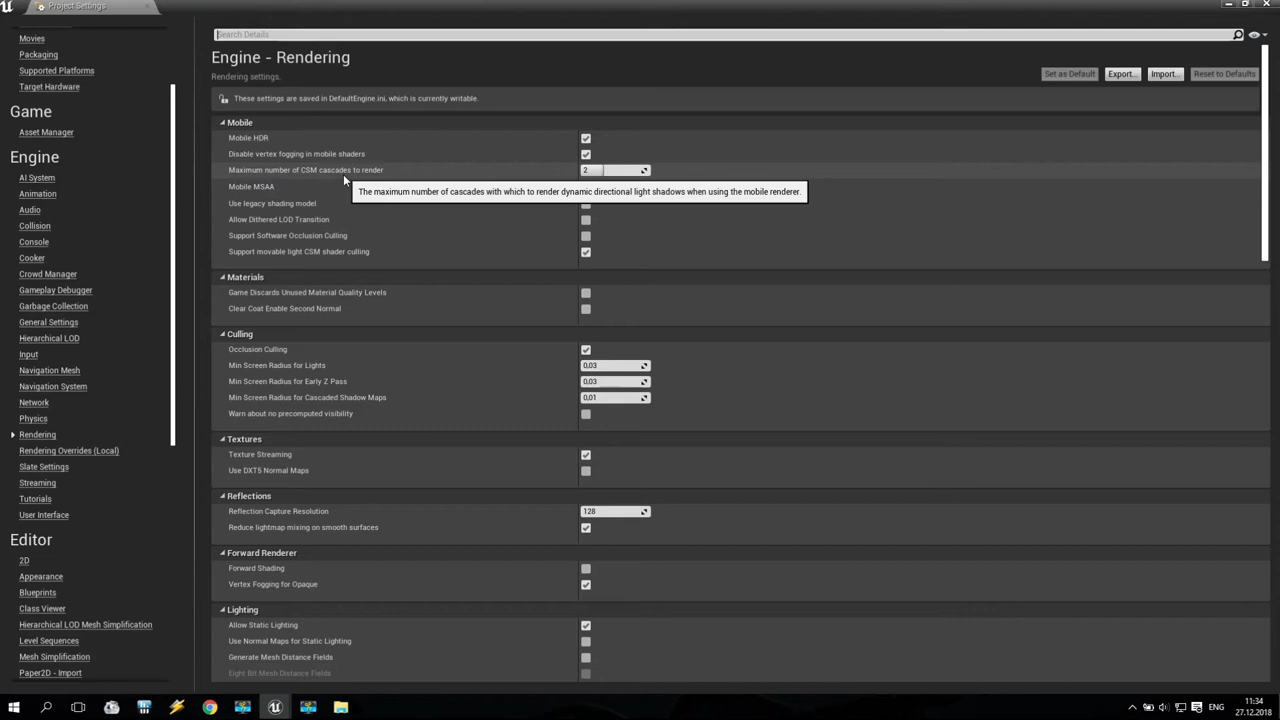 Project Settings
Movies
Packaging
Supported Platforms
Target Hardware
Game
Asset Manager
Engine
AI System
Animation
Audio
Collision
Console
Cooker
Crowd Manager
Gameplay Debugger
Garbage Collection
General Settings
Hierarchical LOD
Input
Navigation Mesh
Navigation System
Network
Physics
Rendering
Rendering Overrides (Local)
Slate Settings
Streaming
Tutorials
User Interface
Editor
2D
Appearance
Blueprints
Class Viewer
Hierarchical LOD Mesh Simplification
Level Sequences
Mesh Simplification
Paper2D - Import
Search Details
Engine - Rendering
Rendering settings.
Set as Default Export... Import... Reset to Defaults
These settings are saved in DefaultEngine.ini, which is currently writable.
Mobile
Mobile HDR
Disable vertex fogging in mobile shaders
Maximum number of CSM cascades to render 2
Mobile MSAA
The maximum number of cascades with which to render dynamic directional light shadows when using the mobile renderer.
Use legacy shading model
Allow Dithered LOD Transition
Support Software Occlusion Culling
Support movable light CSM shader culling
Materials
Game Discards Unused Material Quality Levels
Clear Coat Enable Second Normal
Culling
Occlusion Culling
Min Screen Radius for Lights 0,03
Min Screen Radius for Early Z Pass 0,03
Min Screen Radius for Cascaded Shadow Maps 0,01
Warn about no precomputed visibility
Textures
Texture Streaming
Use DXT5 Normal Maps
Reflections
Reflection Capture Resolution 128
Reduce lightmap mixing on smooth surfaces
Forward Renderer
Forward Shading
Vertex Fogging for Opaque
Lighting
Allow Static Lighting
Use Normal Maps for Static Lighting
Generate Mesh Distance Fields
Eight Bit Mesh Distance Fields
ENG
11:34
27.12.2018